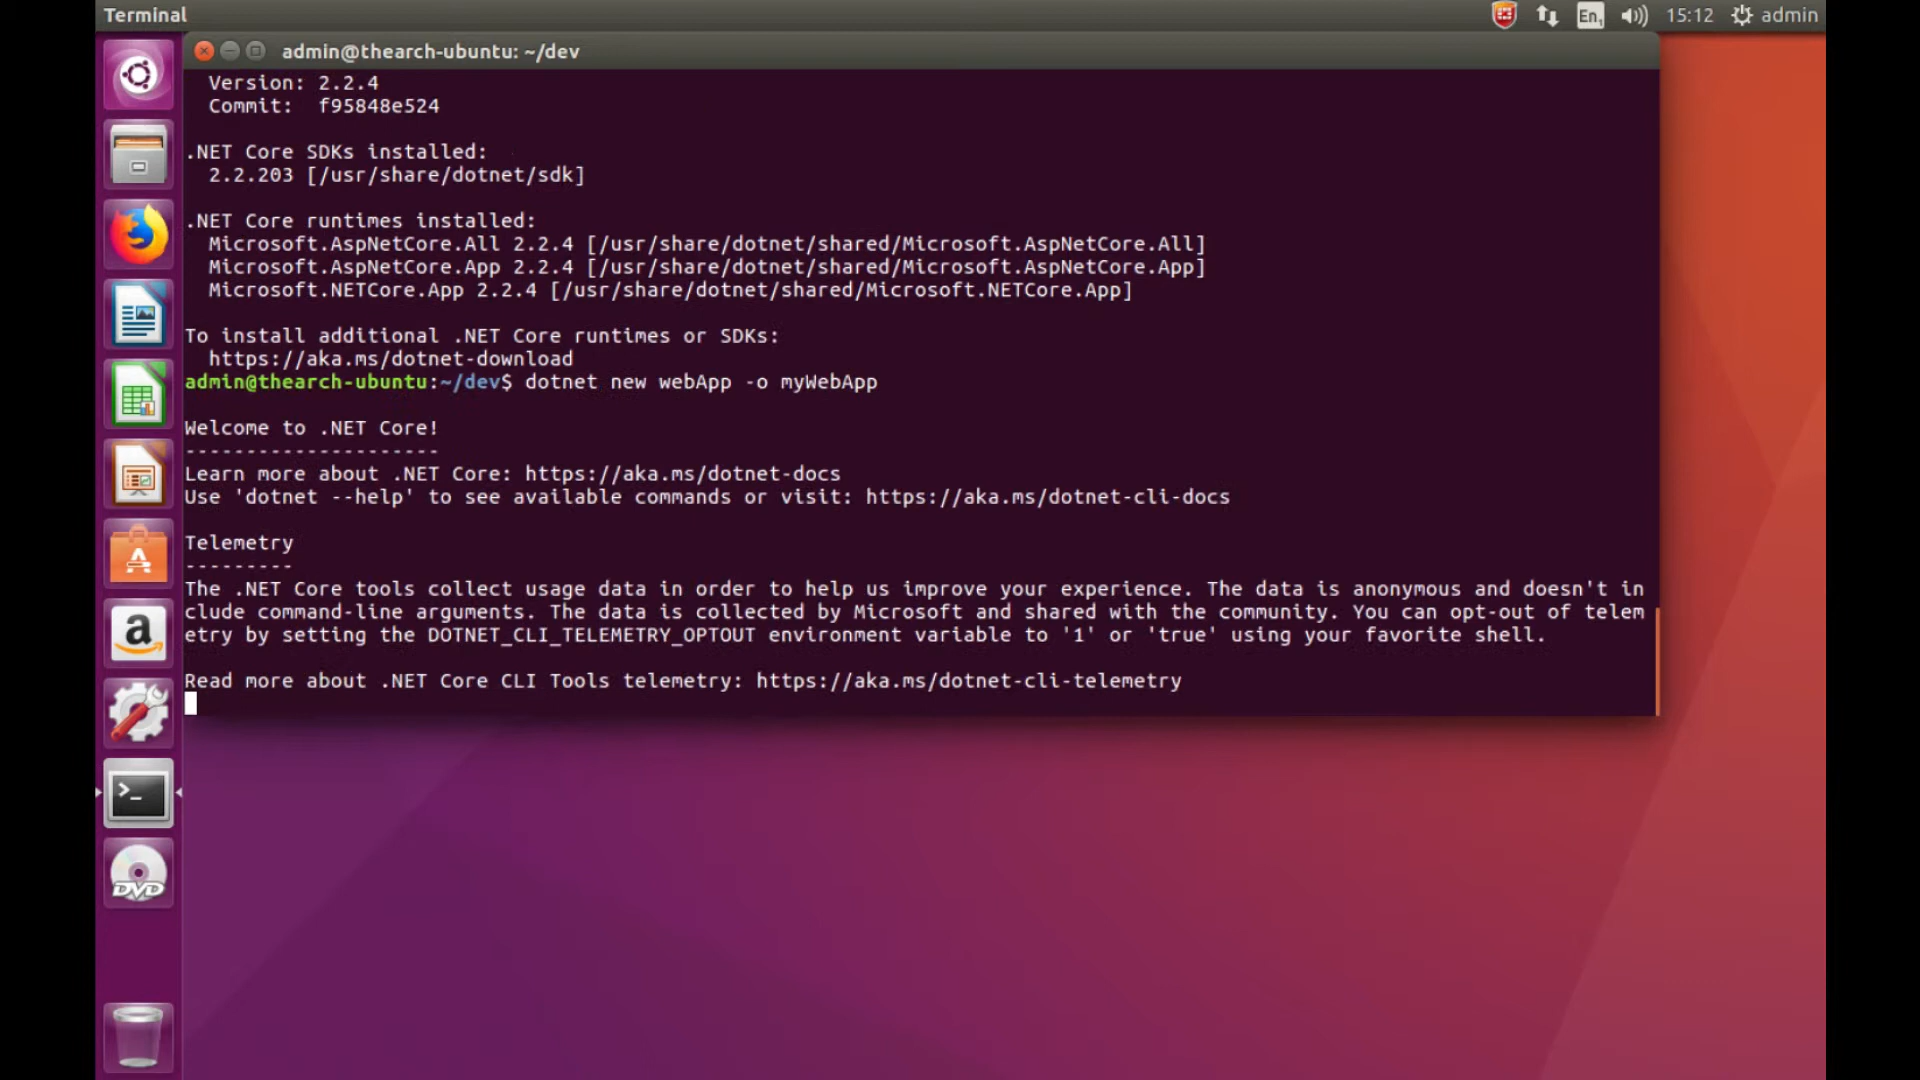 Terminal
En1
15:12
admin
admin@thearch-ubuntu: ~/dev
Version: 2.2.4
Commit: f95848e524
.NET Core SDKs installed:
2.2.203 [/usr/share/dotnet/sdk]
.NET Core runtimes installed:
Microsoft.AspNetCore.All 2.2.4 [/usr/share/dotnet/shared/Microsoft.AspNetCore.All]
Microsoft.AspNetCore.App 2.2.4 [/usr/share/dotnet/shared/Microsoft.AspNetCore.App]
Microsoft.NETCore.App 2.2.4 [/usr/share/dotnet/shared/Microsoft.NETCore.App]
To install additional .NET Core runtimes or SDKs:
https://aka.ms/dotnet-download
admin@thearch-ubuntu:~/dev$ dotnet new webApp -o myWebApp
Welcome to .NET Core!
---------------------
Learn more about .NET Core: https://aka.ms/dotnet-docs
Use 'dotnet --help' to see available commands or visit: https://aka.ms/dotnet-cli-docs
Telemetry
---------
The .NET Core tools collect usage data in order to help us improve your experience. The data is anonymous and doesn't in
clude command-line arguments. The data is collected by Microsoft and shared with the community. You can opt-out of telem
etry by setting the DOTNET_CLI_TELEMETRY_OPTOUT environment variable to '1' or 'true' using your favorite shell.
Read more about .NET Core CLI Tools telemetry: https://aka.ms/dotnet-cli-telemetry
A
a
>_
DVD